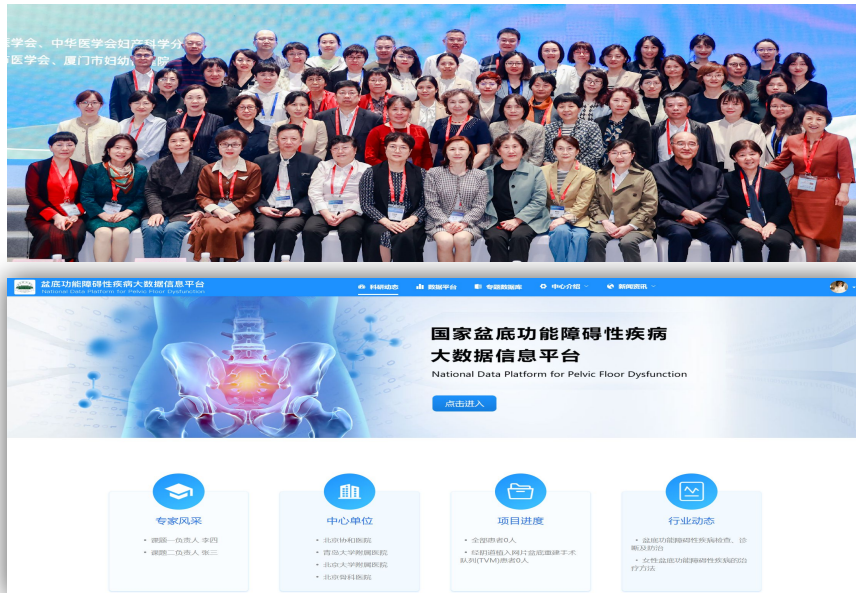 医学会、中华医学会妇产科学分
市医学会、厦门市妇幼
院
盆底功能障碍性疾病大数据信息平台
National Data Platform for Pelvic Floor Dysfunction
科研动态
数据平台
专题数据库
中心介绍
新闻资讯
国家盆底功能障碍性疾病
大数据信息平台
National Data Platform for Pelvic Floor Dysfunction
点击进入
专家风采
• 课题一负责人 李四
• 课题二负责人 张三
中心单位
• 北京协和医院
• 青岛大学附属医院
• 北京大学附属医院
• 北京骨科医院
项目进度
• 全部患者0人
• 经阴道植入网片盆底重建手术
队列(TVM)患者0人
行业动态
• 盆底功能障碍性疾病检查、诊
断及防治
• 女性盆底功能障碍性疾病的治
疗方法